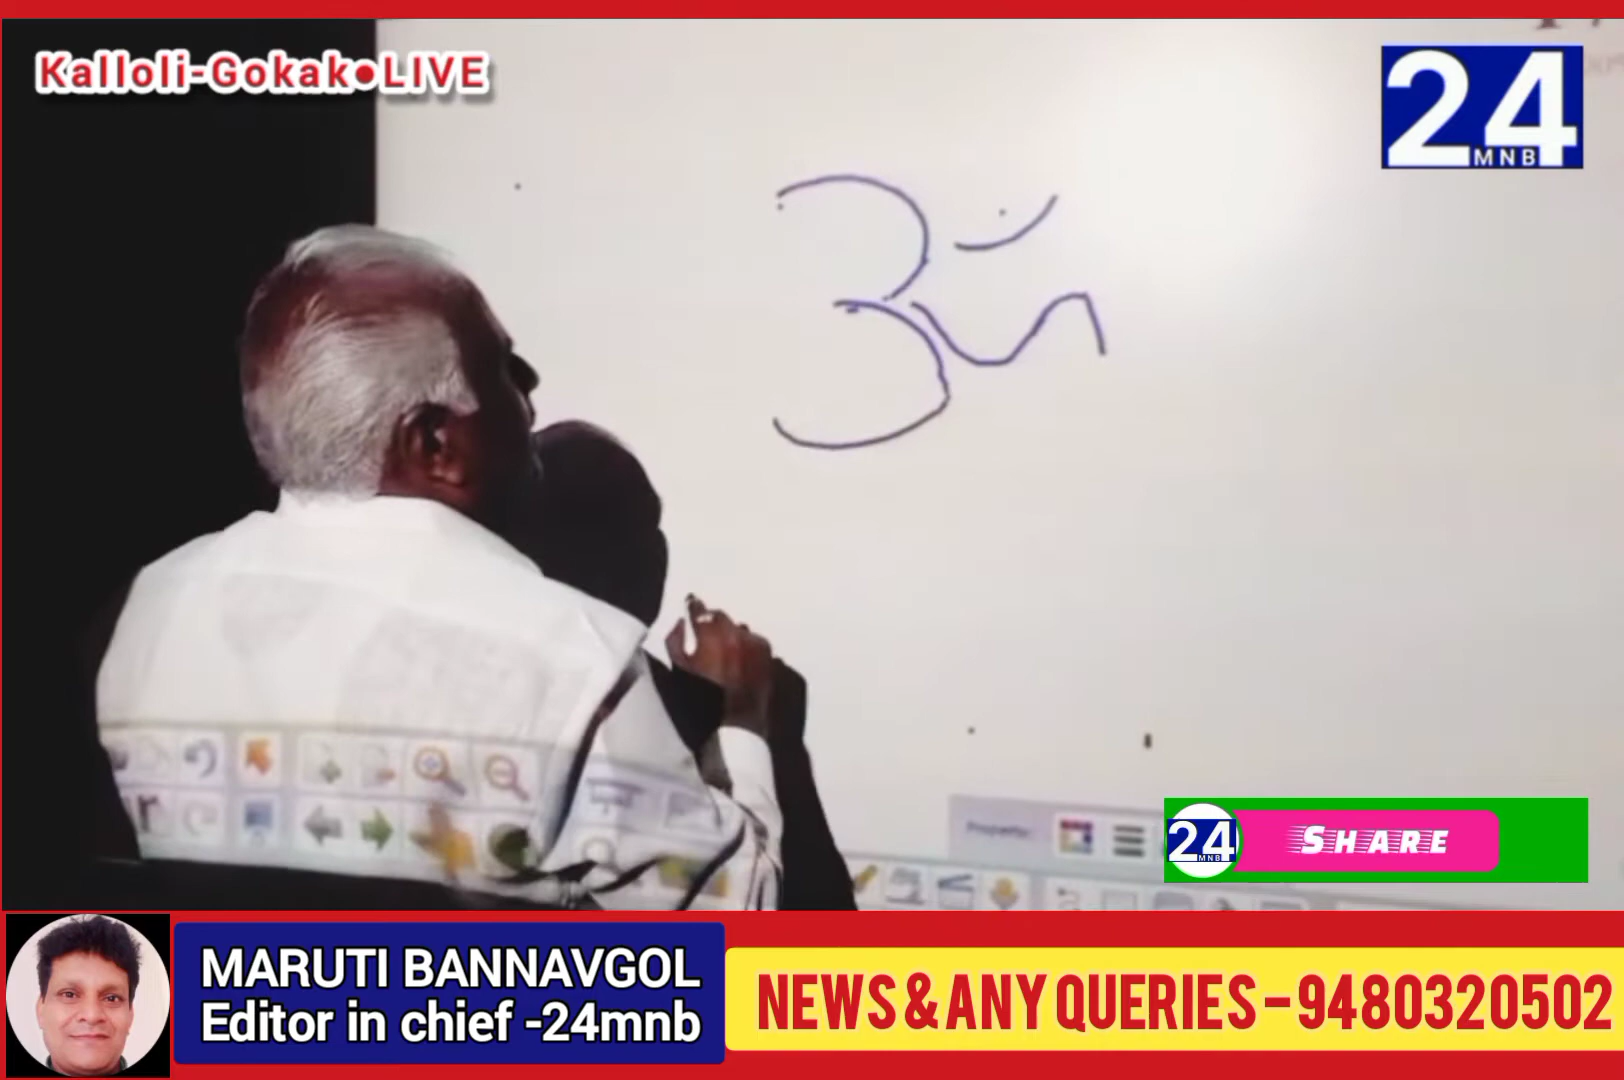 Kalloli-Gokak●LIVE
24
MNB
ॐ
24
MNB
SHARE
MARUTI BANNAVGOL
Editor in chief -24mnb
NEWS & ANY QUERIES – 9480320502